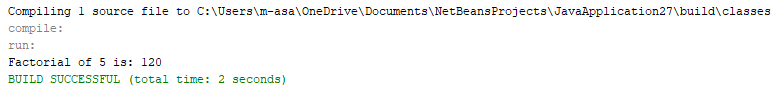 Compiling 1 source file to C:\Users\m-asa\OneDrive\Documents\NetBeansProjects\JavaApplication27\build\classes
compile:
run:
Factorial of 5 is: 120
BUILD SUCCESSFUL (total time: 2 seconds)